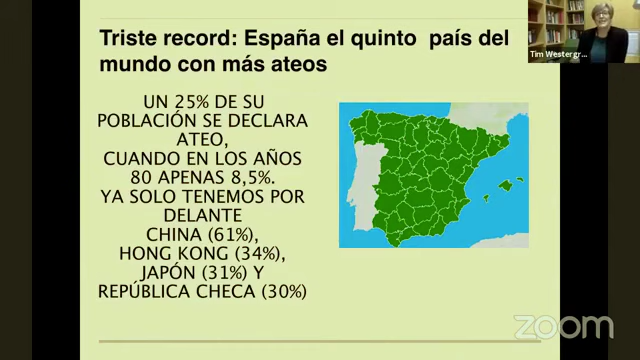 Triste record: España el quinto  país del
mundo con más ateos
UN 25% DE SU
POBLACIÓN SE DECLARA
ATEO,
CUANDO EN LOS AÑOS
80 APENAS 8,5%.
YA SOLO TENEMOS POR
DELANTE
CHINA (61%),
HONG KONG (34%),
JAPÓN (31%) Y
REPÚBLICA CHECA (30%)
Tim Westergr...
zoom